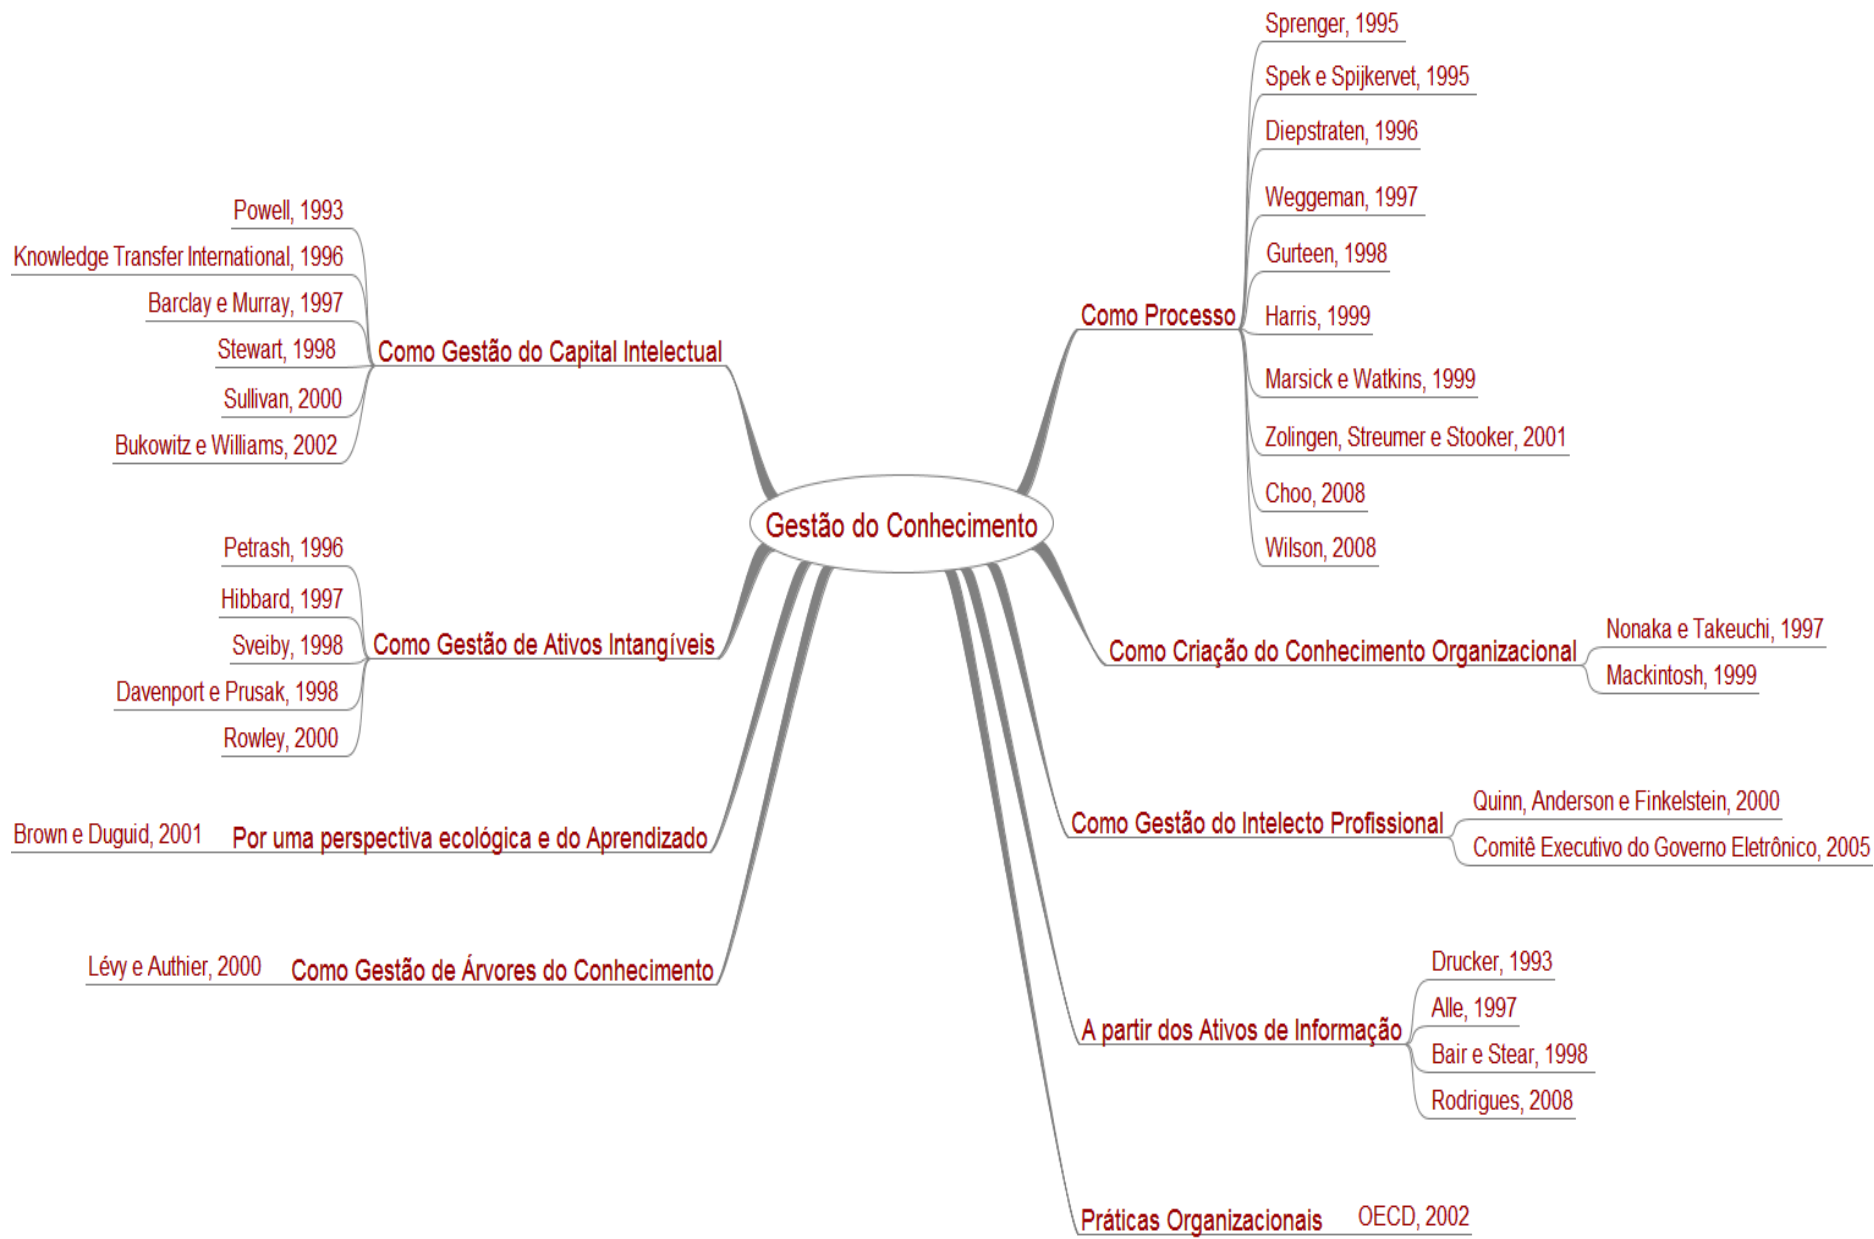 Gestão do Conhecimento
Como Gestão do Capital Intelectual
Powell, 1993
Knowledge Transfer International, 1996
Barclay e Murray, 1997
Stewart, 1998
Sullivan, 2000
Bukowitz e Williams, 2002
Como Gestão de Ativos Intangíveis
Petrash, 1996
Hibbard, 1997
Sveiby, 1998
Davenport e Prusak, 1998
Rowley, 2000
Por uma perspectiva ecológica e do Aprendizado
Brown e Duguid, 2001
Como Gestão de Árvores do Conhecimento
Lévy e Authier, 2000
Como Processo
Sprenger, 1995
Spek e Spijkervet, 1995
Diepstraten, 1996
Weggeman, 1997
Gurteen, 1998
Harris, 1999
Marsick e Watkins, 1999
Zolingen, Streumer e Stooker, 2001
Choo, 2008
Wilson, 2008
Como Criação do Conhecimento Organizacional
Nonaka e Takeuchi, 1997
Mackintosh, 1999
Como Gestão do Intelecto Profissional
Quinn, Anderson e Finkelstein, 2000
Comitê Executivo do Governo Eletrônico, 2005
A partir dos Ativos de Informação
Drucker, 1993
Alle, 1997
Bair e Stear, 1998
Rodrigues, 2008
Práticas Organizacionais
OECD, 2002